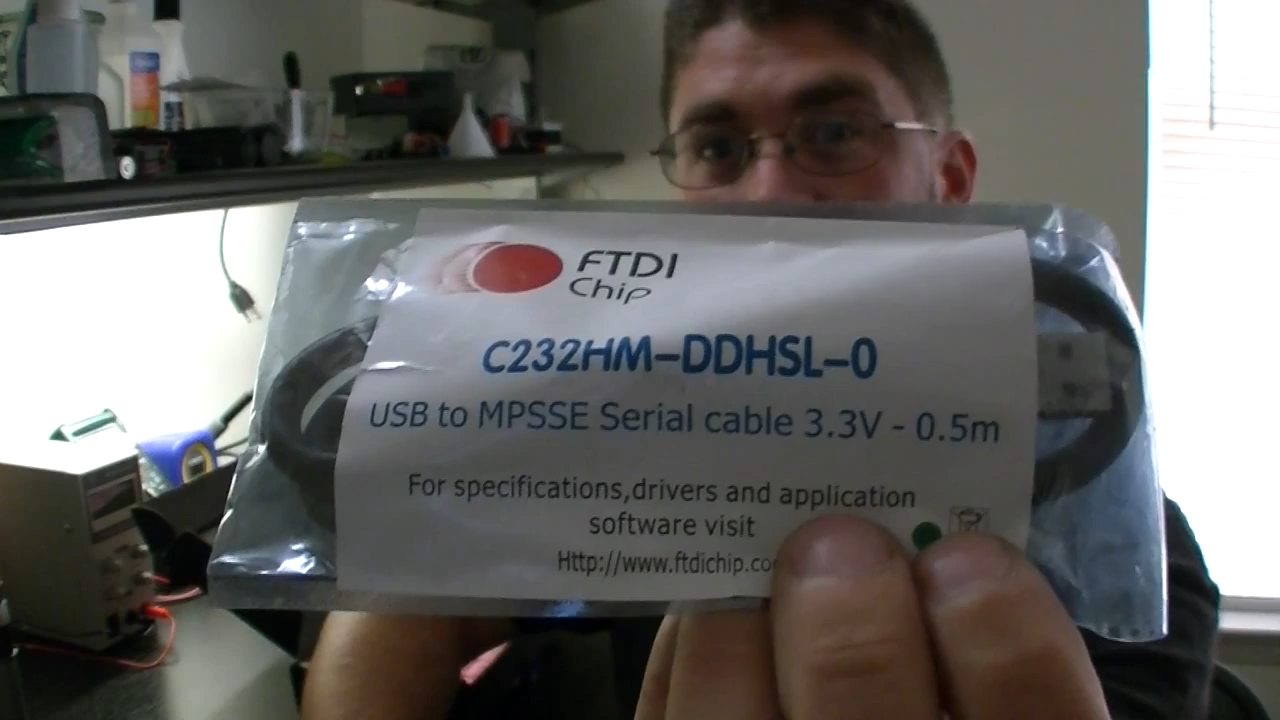 FTDI
Chip
C232HM-DDHSL-0
USB to MPSSE Serial cable 3.3V - 0.5m
For specifications,drivers and application
software visit
Http://www.ftdichip.co